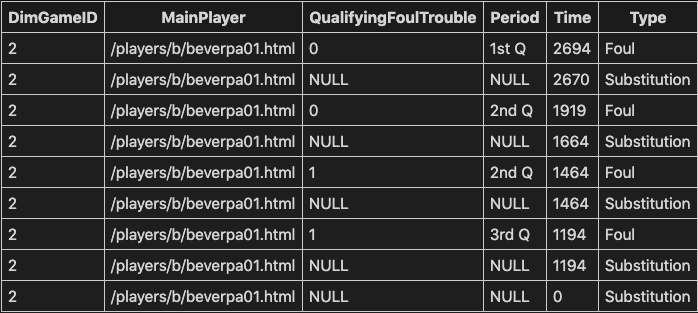 DimGameID MainPlayer QualifyingFoulTrouble Period Time Type
2 /players/b/beverpa01.html 0 1st Q 2694 Foul
2 /players/b/beverpa01.html NULL NULL 2670 Substitution
2 /players/b/beverpa01.html 0 2nd Q 1919 Foul
2 /players/b/beverpa01.html NULL NULL 1664 Substitution
2 /players/b/beverpa01.html 1 2nd Q 1464 Foul
2 /players/b/beverpa01.html NULL NULL 1464 Substitution
2 /players/b/beverpa01.html 1 3rd Q 1194 Foul
2 /players/b/beverpa01.html NULL NULL 1194 Substitution
2 /players/b/beverpa01.html NULL NULL 0 Substitution